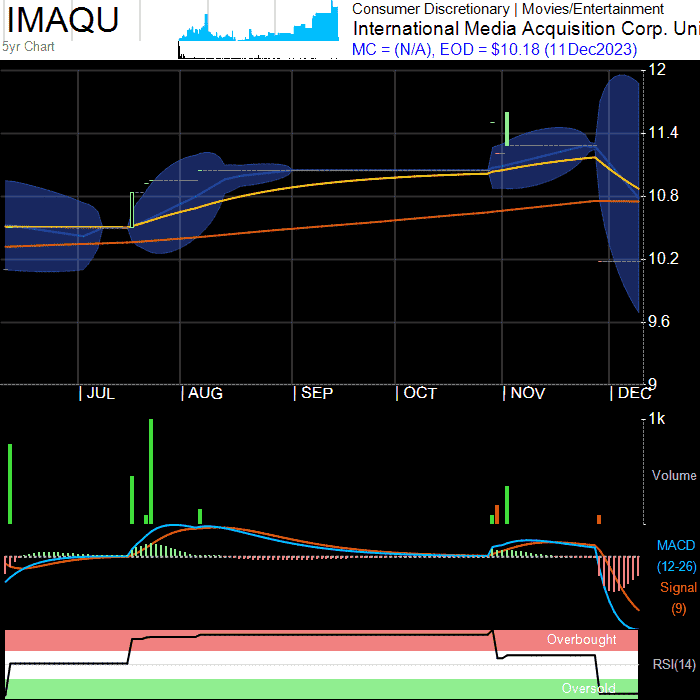 IMAQU
5yr Chart
Consumer Discretionary | Movies/Entertainment
International Media Acquisition Corp. Uni
MC = (N/A), EOD = $10.18 (11Dec2023)
12
11.4
10.8
10.2
9.6
9
| JUL | AUG | SEP | OCT | NOV | DEC
1k
Volume
MACD
(12-26)
Signal
(9)
Overbought
RSI(14)
Oversold